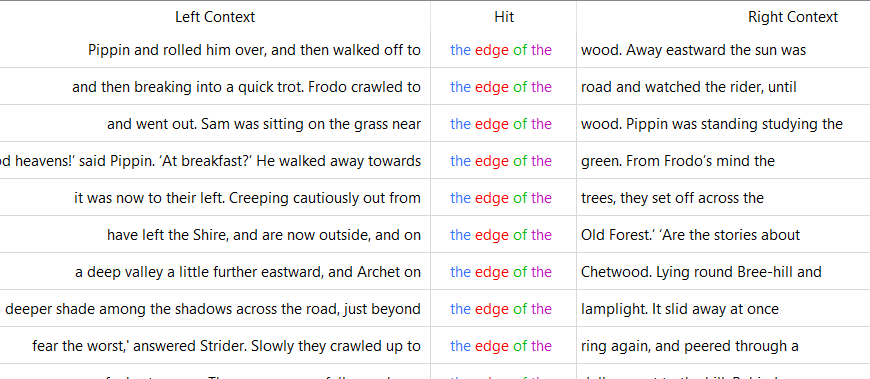 Left Context Hit Right Context
Pippin and rolled him over, and then walked off to the edge of the wood. Away eastward the sun was
and then breaking into a quick trot. Frodo crawled to the edge of the road and watched the rider, until
and went out. Sam was sitting on the grass near the edge of the wood. Pippin was standing studying the
d heavens!’ said Pippin. ‘At breakfast?’ He walked away towards the edge of the green. From Frodo’s mind the
it was now to their left. Creeping cautiously out from the edge of the trees, they set off across the
have left the Shire, and are now outside, and on the edge of the Old Forest.’ ‘Are the stories about
a deep valley a little further eastward, and Archet on the edge of the Chetwood. Lying round Bree-hill and
deeper shade among the shadows across the road, just beyond the edge of the lamplight. It slid away at once
fear the worst,' answered Strider. Slowly they crawled up to the edge of the ring again, and peered through a